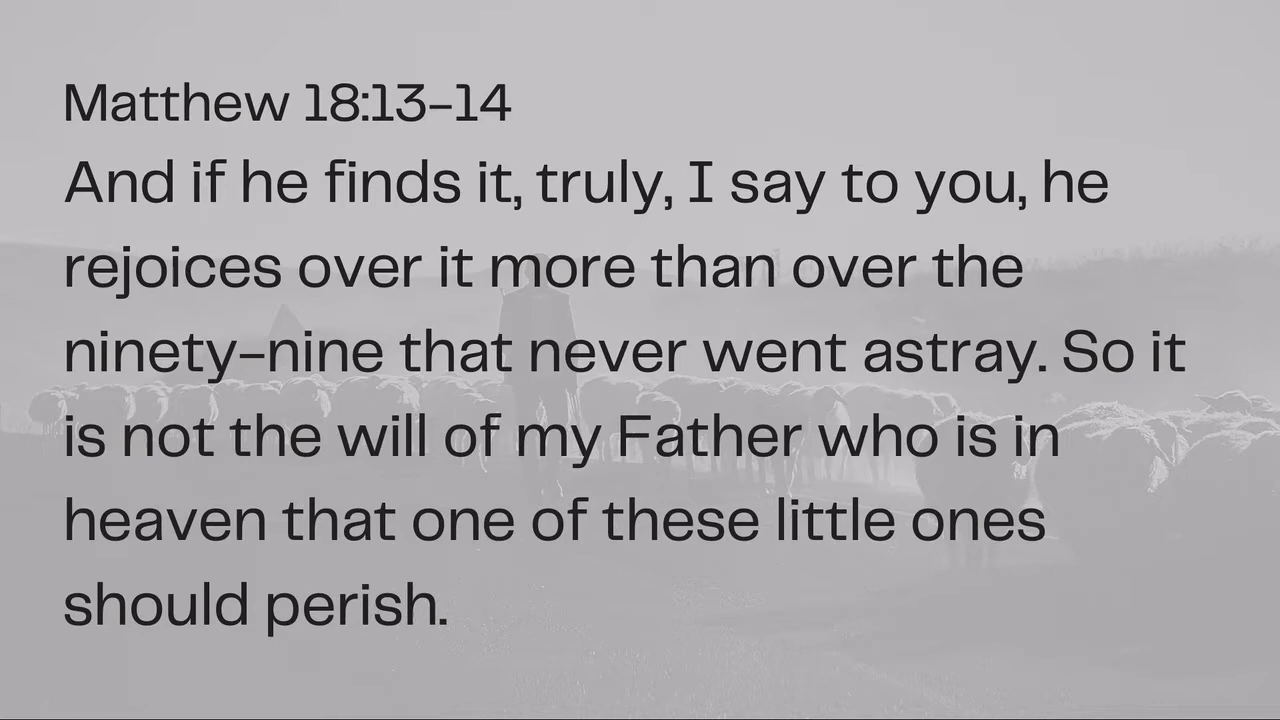 Matthew 18:13–14
And if he finds it, truly, I say to you, he
rejoices over it more than over the
ninety–nine that never went astray. So it
is not the will of my Father who is in
heaven that one of these little ones
should perish.